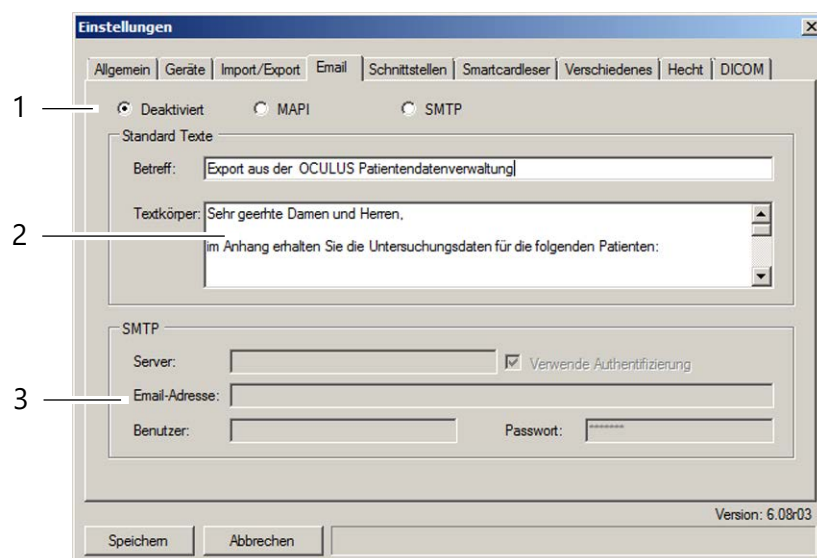 Einstellungen
Allgemein Geräte Import/Export Email Schnittstellen Smartcardleser Verschiedenes Hecht DICOM
1 Deaktiviert MAPI SMTP
Standard Texte
Betreff: Export aus der OCULUS Patientendatenverwaltung
Textkörper: Sehr geerhte Damen und Herren,
2
im Anhang erhalten Sie die Untersuchungsdaten für die folgenden Patienten:
SMTP
Server: Verwende Authentifizierung
3 Email-Adresse:
Benutzer: Passwort: *******
Version: 6.08r03
Speichern Abbrechen